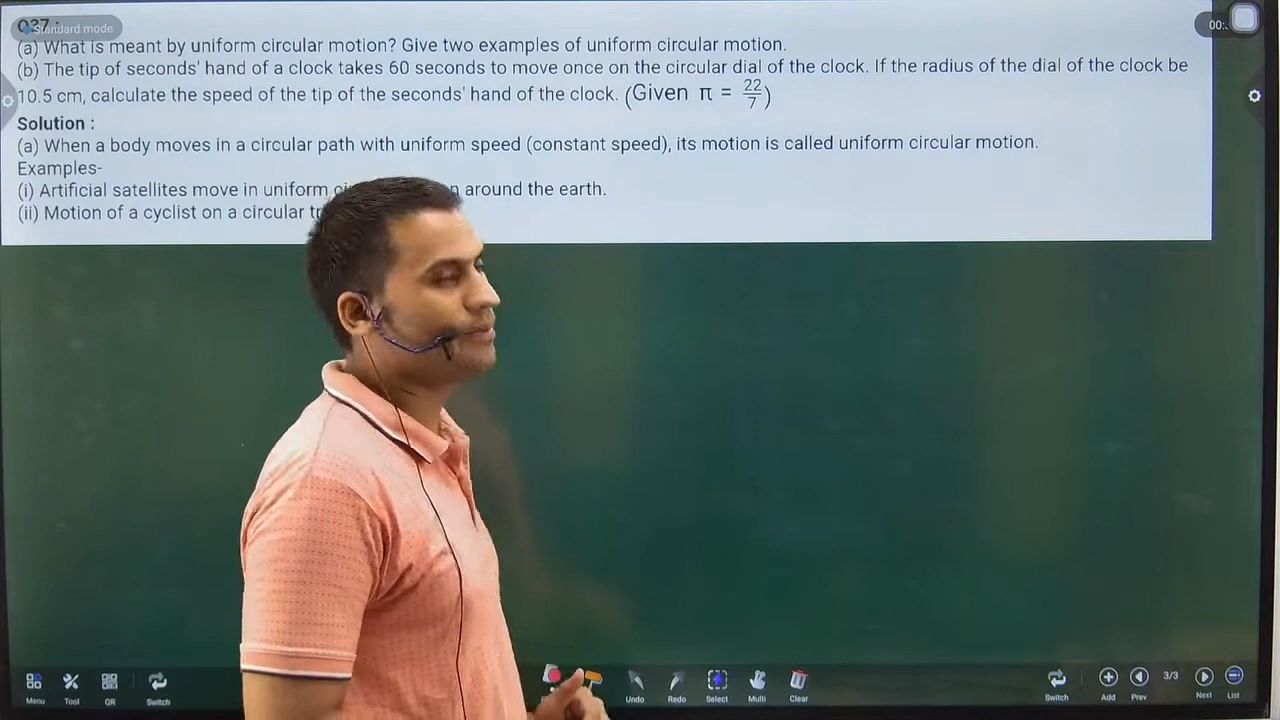 Q37 :
Standard mode
00:
(a) What is meant by uniform circular motion? Give two examples of uniform circular motion.
(b) The tip of seconds' hand of a clock takes 60 seconds to move once on the circular dial of the clock. If the radius of the dial of the clock be
10.5 cm, calculate the speed of the tip of the seconds' hand of the clock. (Given π = 22/7)
Solution :
(a) When a body moves in a circular path with uniform speed (constant speed), its motion is called uniform circular motion.
Examples-
(i) Artificial satellites move in uniform around the earth.
(ii) Motion of a cyclist on a circular
Menu Tool QR Switch Undo Redo Select Multi Clear Switch Add Prev 3/3 Next List